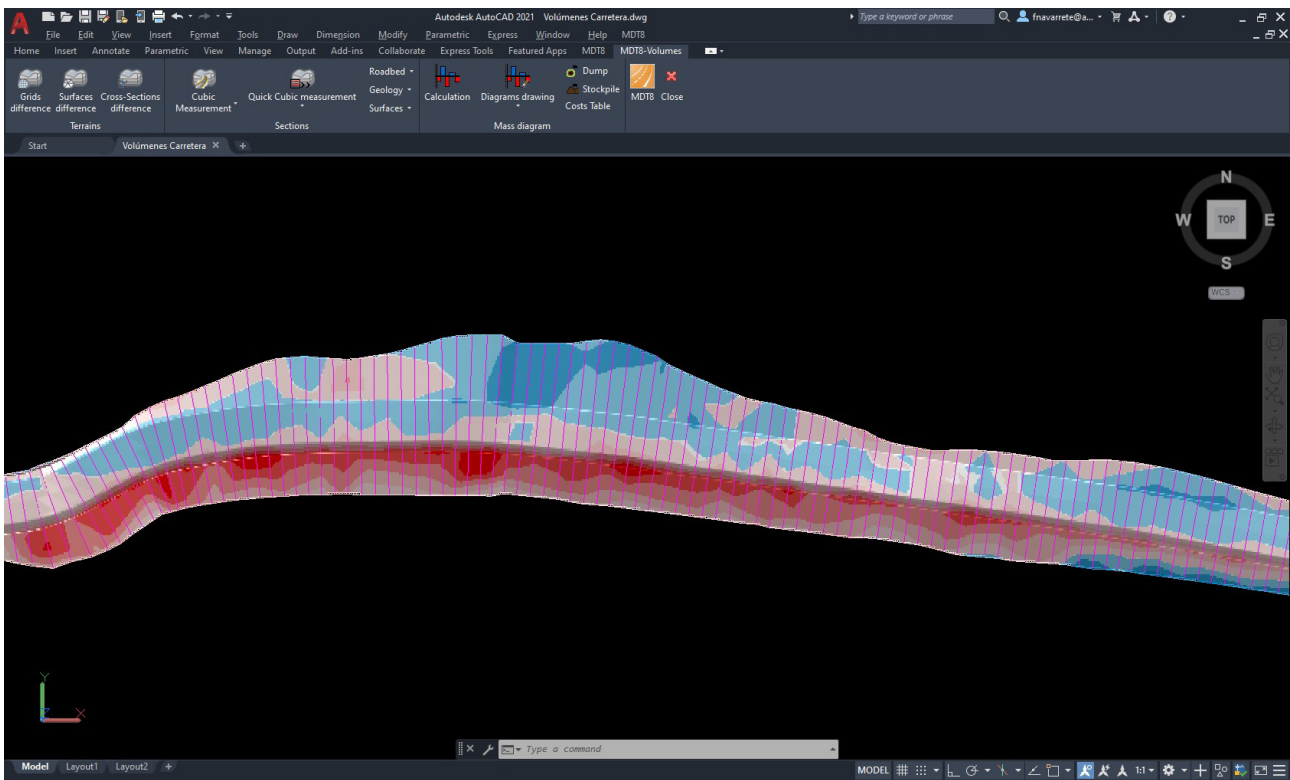 A
Autodesk AutoCAD 2021 Volúmenes Carretera.dwg
Type a keyword or phrase
fnavarrete@a...
File Edit View Insert Format Tools Draw Dimension Modify Parametric Express Window Help MDT8
Home Insert Annotate Parametric View Manage Output Add-ins Collaborate Express Tools Featured Apps MDT8 MDT8-Volumes
Grids difference
Surfaces difference
Cross-Sections difference
Terrains
Cubic Measurement
Quick Cubic measurement
Roadbed
Geology
Surfaces
Sections
Calculation
Diagrams drawing
Dump
Stockpile
Costs Table
Mass diagram
MDT8 Close
Start
Volúmenes Carretera
N
W TOP E
S
WCS
Y
Z X
Type a command
Model Layout1 Layout2 +
MODEL 1:1